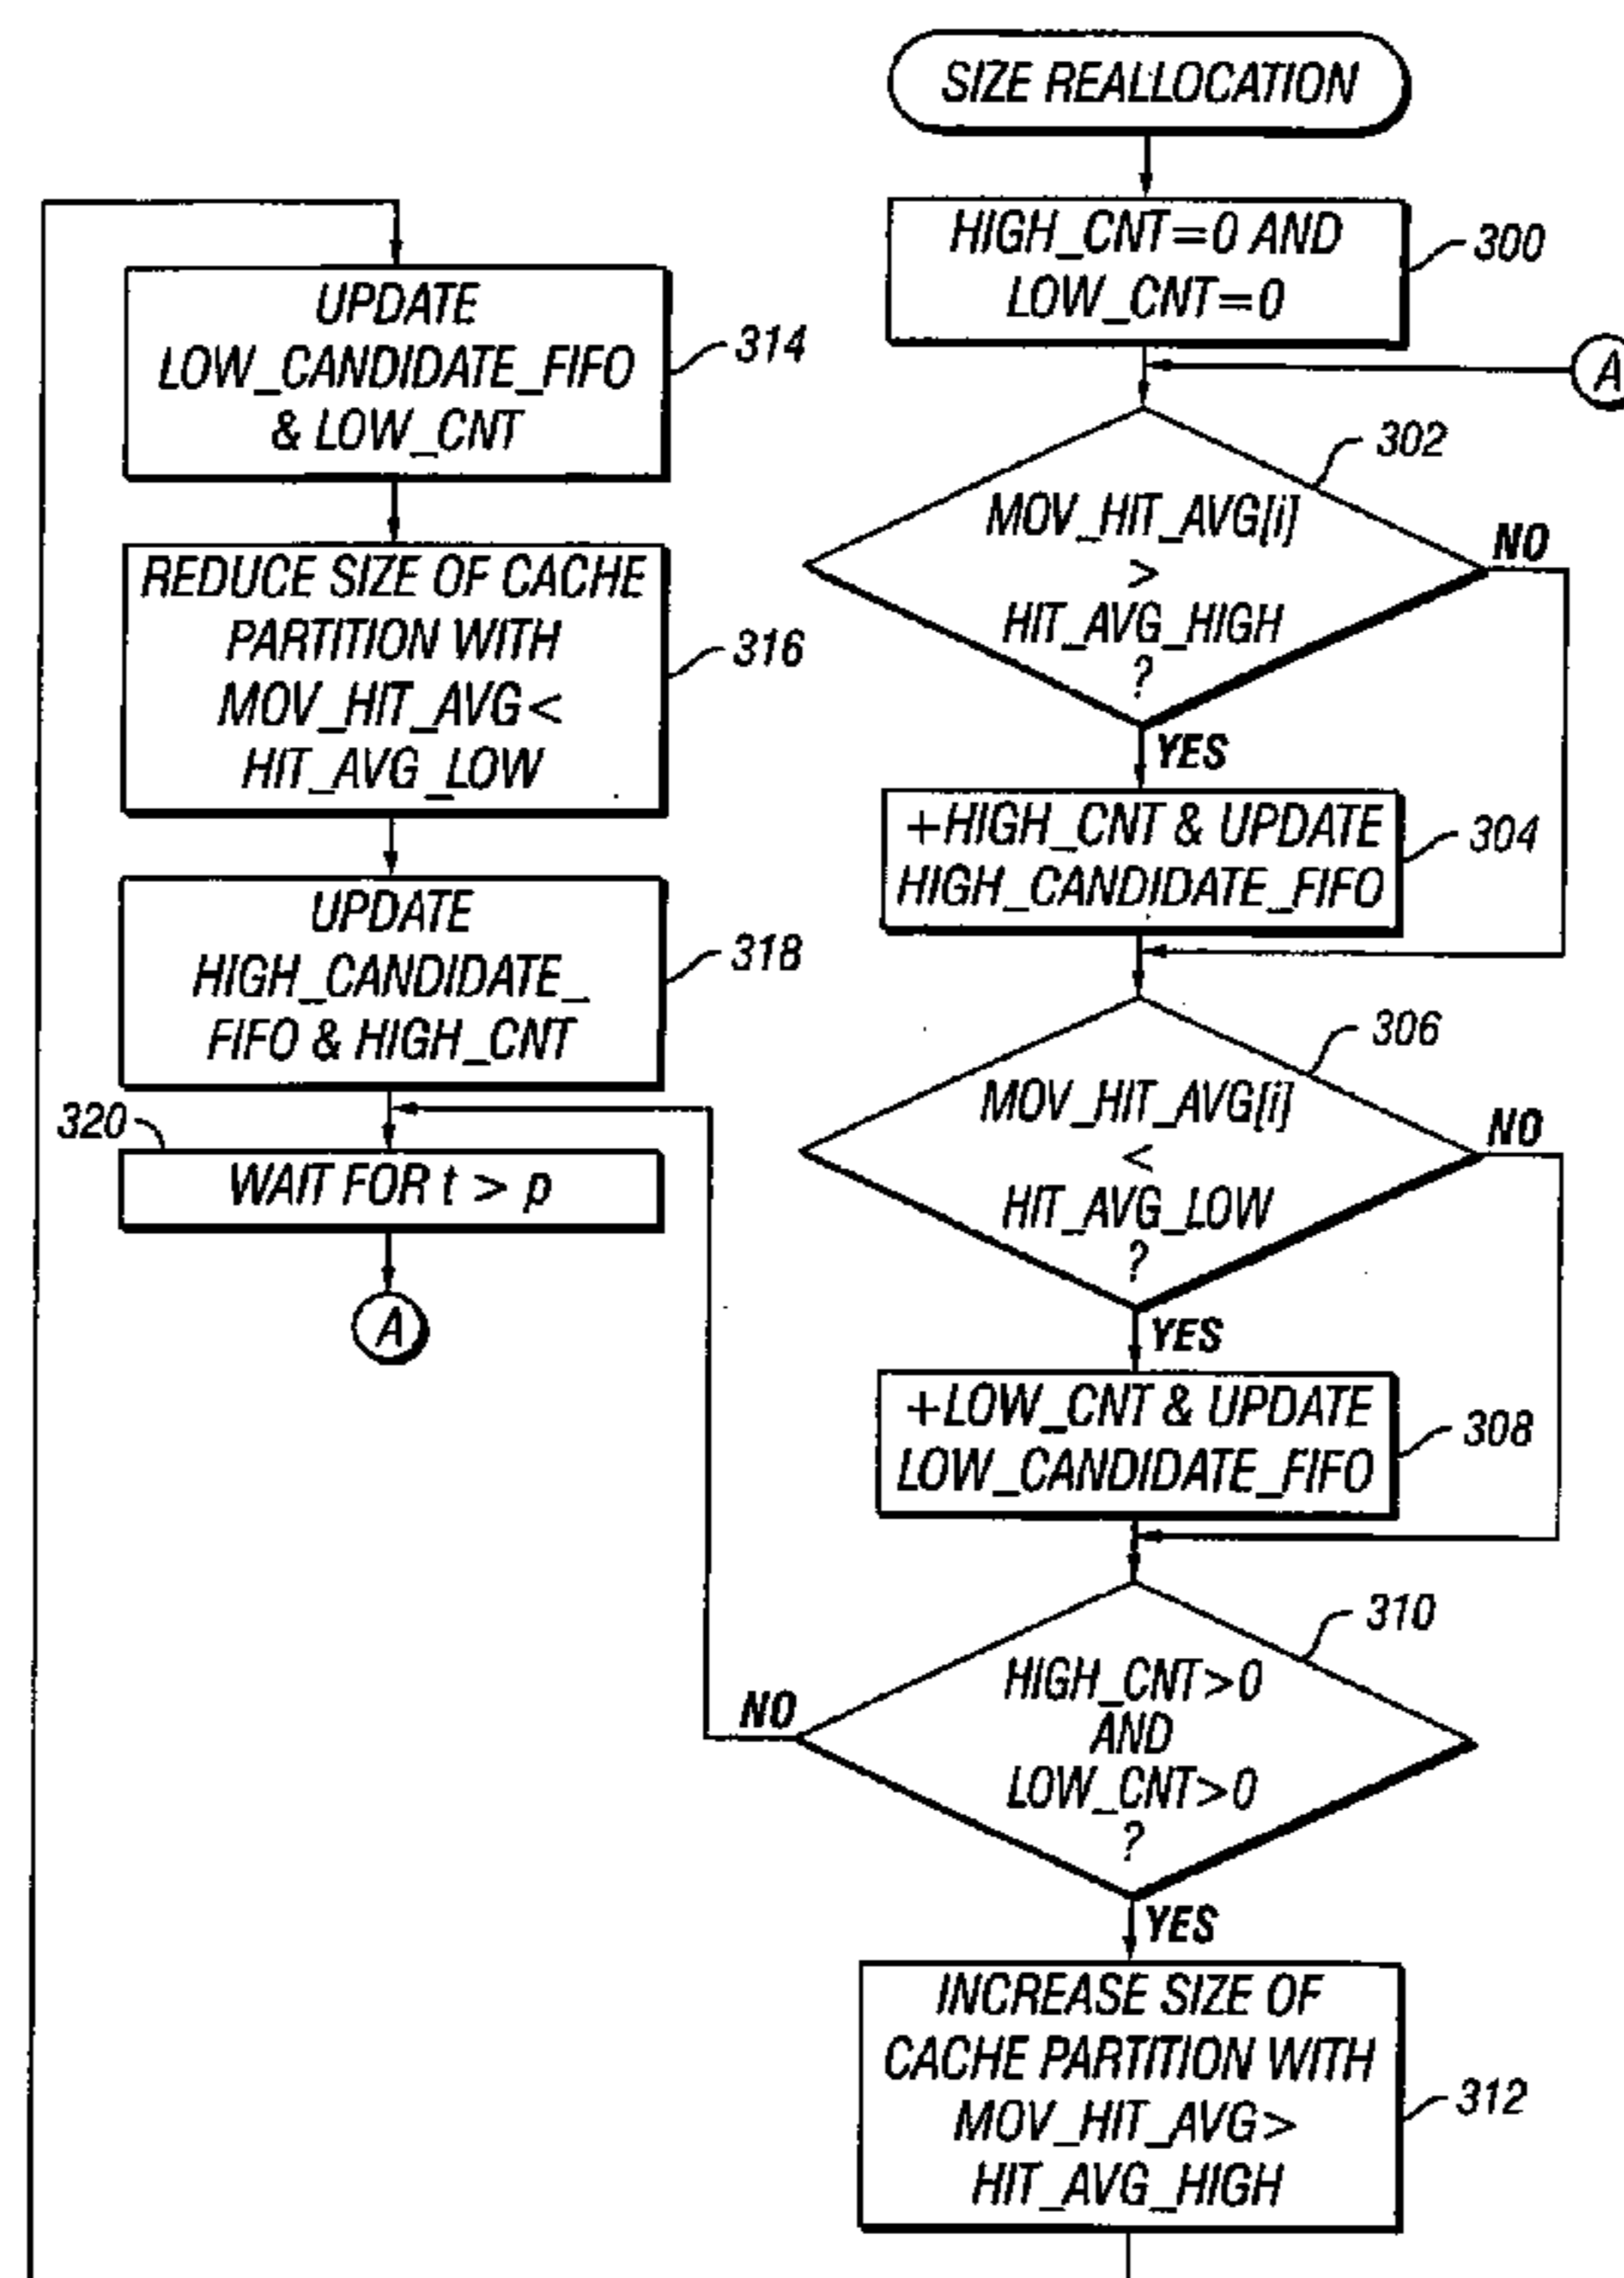 SIZE REALLOCATION
HIGH_CNT=0 AND
LOW_CNT=0
300
A
302
MOV_HIT_AVG[i]
>
HIT_AVG_HIGH
?
NO
YES
+HIGH_CNT & UPDATE
HIGH_CANDIDATE_FIFO
304
306
MOV_HIT_AVG[i]
<
HIT_AVG_LOW
?
NO
YES
+LOW_CNT & UPDATE
LOW_CANDIDATE_FIFO
308
310
HIGH_CNT>0
AND
LOW_CNT>0
?
NO
YES
INCREASE SIZE OF
CACHE PARTITION WITH
MOV_HIT_AVG>
HIT_AVG_HIGH
312
UPDATE
LOW_CANDIDATE_FIFO
& LOW_CNT
314
REDUCE SIZE OF CACHE
PARTITION WITH
MOV_HIT_AVG<
HIT_AVG_LOW
316
UPDATE
HIGH_CANDIDATE_
FIFO & HIGH_CNT
318
320
WAIT FOR t > p
A